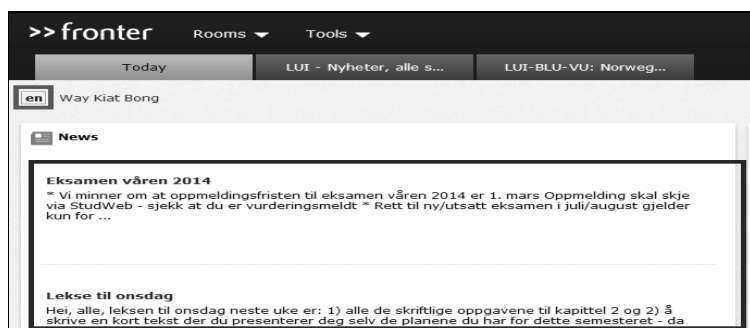 >> fronter Rooms Tools
Today LUI - Nyheter, alle s... LUI-BLU-VU: Norweg...
en Way Kiat Bong
News
Eksamen våren 2014
* Vi minner om at oppmeldingsfristen til eksamen våren 2014 er 1. mars Oppmelding skal skje
via StudWeb - sjekk at du er vurderingsmeldt * Rett til ny/utsatt eksamen i juli/august gjelder
kun for ...
Lekse til onsdag
Hei, alle, leksen til onsdag neste uke er: 1) alle de skriftlige oppgavene til kapittel 2 og 2) å
skrive en kort tekst der du presenterer deg selv de planene du har for dette semesteret - da